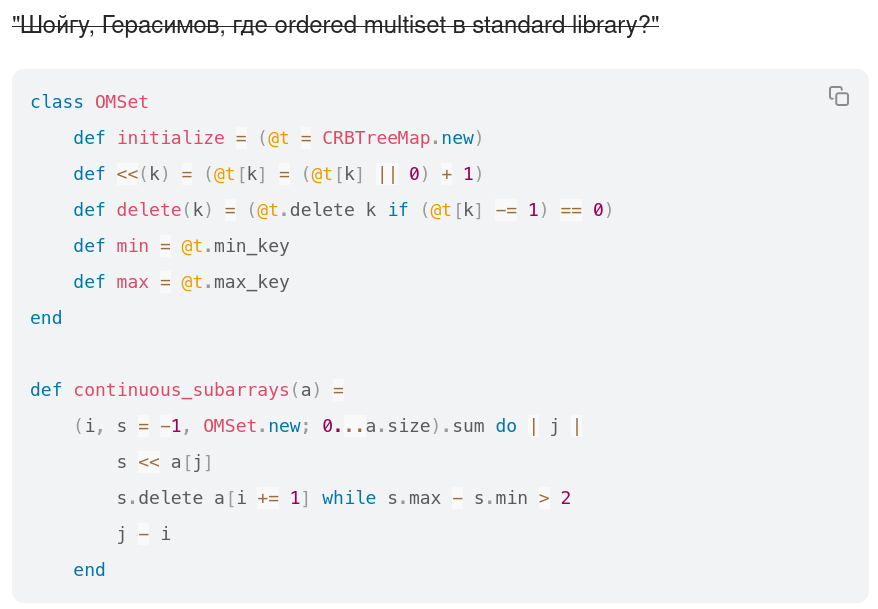 "Шойгу, Герасимов, где ordered multiset в standard library?"
class OMSet
    def initialize = (@t = CRBTreeMap.new)
    def <<(k) = (@t[k] = (@t[k] || 0) + 1)
    def delete(k) = (@t.delete k if (@t[k] -= 1) == 0)
    def min = @t.min_key
    def max = @t.max_key
end
def continuous_subarrays(a) =
    (i, s = -1, OMSet.new; 0...a.size).sum do | j |
        s << a[j]
        s.delete a[i += 1] while s.max - s.min > 2
        j - i
    end